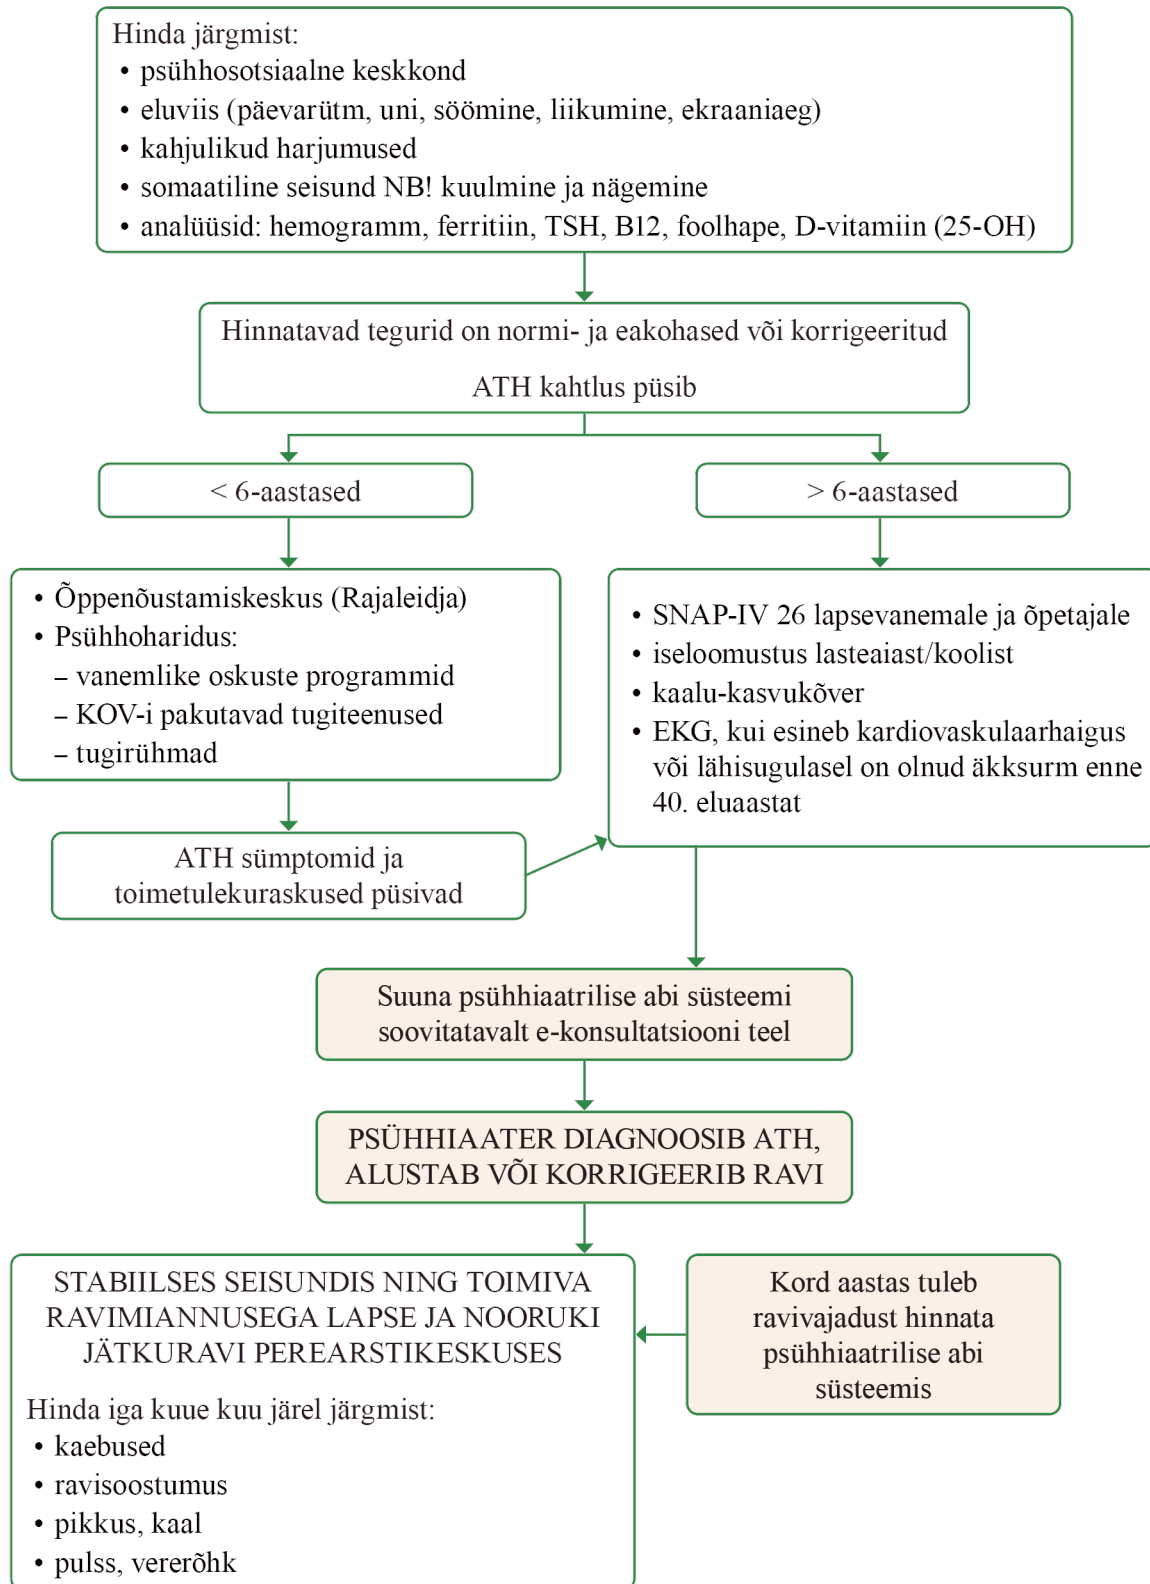 Hinda järgmist:
• psühhosotsiaalne keskkond
• eluviis (päevarütm, uni, söömine, liikumine, ekraaniaeg)
• kahjulikud harjumused
• somaatiline seisund NB! kuulmine ja nägemine
• analüüsid: hemogramm, ferritiin, TSH, B12, foolhape, D-vitamiin (25-OH)
Hinnatavad tegurid on normi- ja eakohased või korrigeeritud
ATH kahtlus püsib
< 6-aastased
> 6-aastased
• Õppenõustamiskeskus (Rajaleidja)
• Psühhoharidus:
– vanemlike oskuste programmid
– KOV-i pakutavad tugiteenused
– tugirühmad
• SNAP-IV 26 lapsevanemale ja õpetajale
• iseloomustus lasteaiast/koolist
• kaalu-kasvukõver
• EKG, kui esineb kardiovaskulaarhaigus
või lähisugulasel on olnud äkksurm enne
40. eluaastat
ATH sümptomid ja
toimetulekuraskused püsivad
Suuna psühhiaatrilise abi süsteemi
soovitatavalt e-konsultatsiooni teel
PSÜHHIAATER DIAGNOOSIB ATH,
ALUSTAB VÕI KORRIGEERIB RAVI
STABIILSES SEISUNDIS NING TOIMIVA
RAVIMIANNUSEGA LAPSE JA NOORUKI
JÄTKURAVI PEREARSTIKESKUSES
Hinda iga kuue kuu järel järgmist:
• kaebused
• ravisoostumus
• pikkus, kaal
• pulss, vererõhk
Kord aastas tuleb
ravivajadust hinnata
psühhiaatrilise abi
süsteemis